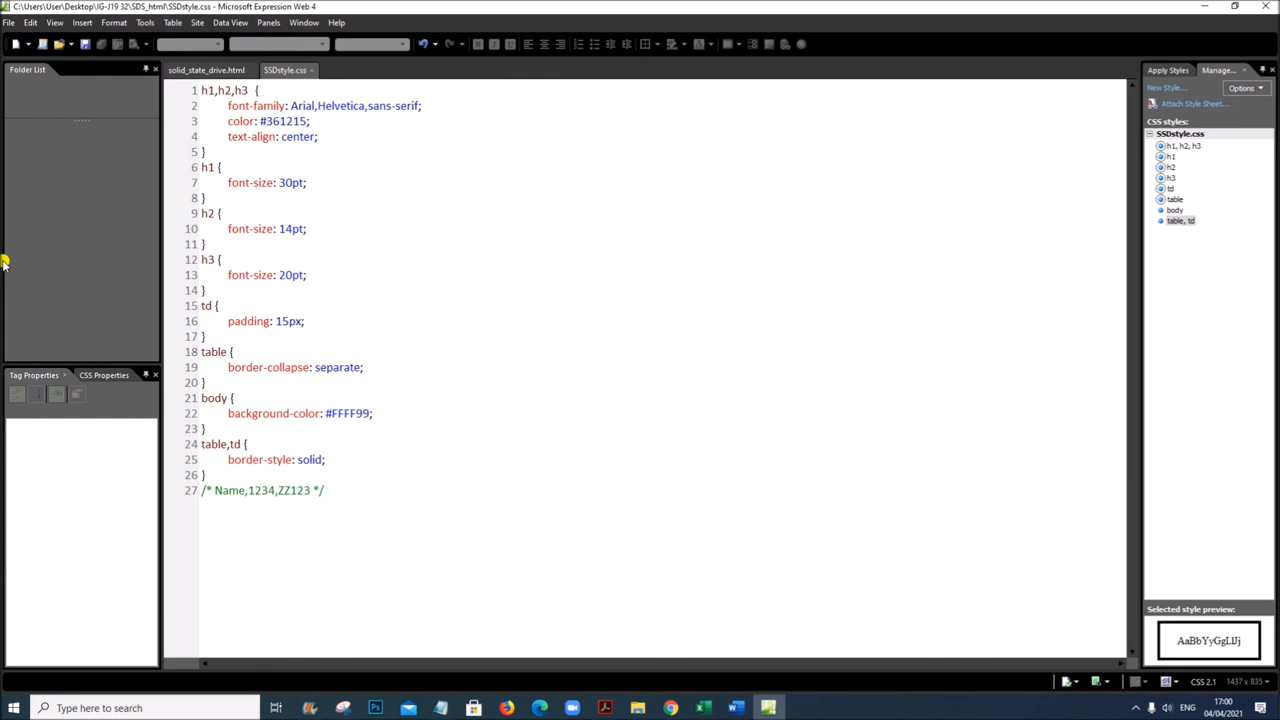 C:\Users\User\Desktop\IG-J19 32\SDS_html\SSDstyle.css - Microsoft Expression Web 4
File Edit View Insert Format Tools Table Site Data View Panels Window Help
Folder List
solid_state_drive.html SSDstyle.css
1 h1,h2,h3 {
2 font-family: Arial,Helvetica,sans-serif;
3 color: #361215;
4 text-align: center;
5 }
6 h1 {
7 font-size: 30pt;
8 }
9 h2 {
10 font-size: 14pt;
11 }
12 h3 {
13 font-size: 20pt;
14 }
15 td {
16 padding: 15px;
17 }
18 table {
19 border-collapse: separate;
20 }
21 body {
22 background-color: #FFFF99;
23 }
24 table,td {
25 border-style: solid;
26 }
27 /* Name,1234,ZZ123 */
Tag Properties CSS Properties
Apply Styles Manage...
New Style... Options
Attach Style Sheet...
CSS styles:
SSDstyle.css
h1, h2, h3
h1
h2
h3
td
table
body
table, td
Selected style preview:
AaBbYyGgLlJj
CSS 2.1 1437 x 835
Type here to search
ENG
17:00
04/04/2021